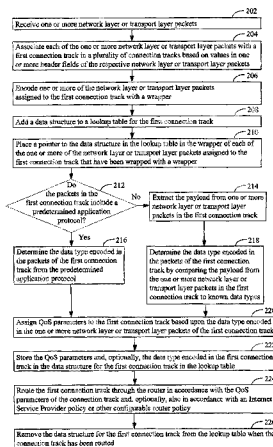 202
Receive one or more network layer or transport layer packets
204
Associate each of the one or more network layer or transport layer packets with a
first connection track in a plurality of connection tracks based on values in one
or more header fields of the respective network layer or transport layer packets
206
Encode one or more of the network layer or transport layer packets
assigned to the first connection track with a wrapper
208
Add a data structure to a lookup table for the first connection track
210
Place a pointer to the data structure in the lookup table in the wrapper of each of
the one or more of the network layer or transport layer packets assigned to the
first connection track that have been wrapped with a wrapper
212
Do
the packets in the
first connection track include a
predetermined application
protocol?
No
214
Extract the payload from one or more
network layer or transport layer
packets in the first connection track
Yes
216
Determine the data type encoded in
the packets of the first connection
track from the predetermined
application protocol
218
Determine the data type encoded
in the packets of the first connection
track by comparing the payload from
the one or more network layer or
transport layer packets in the first
connection track to known data types
220
Assign QoS parameters to the first connection track based upon the data type encoded
in the one or more network layer or transport layer packets of the first connection track
222
Store the QoS parameters and, optionally, the data type encoded in the first connection
track in the data structure for the first connection track in the lookup table
224
Route the first connection track through the router in accordance with the QoS
parameters of the connection track and, optionally, also in accordance with an Internet
Service Provider policy or other configurable router policy
Remove the data structure for the first connection track from the lookup table when the
connection track has been routed